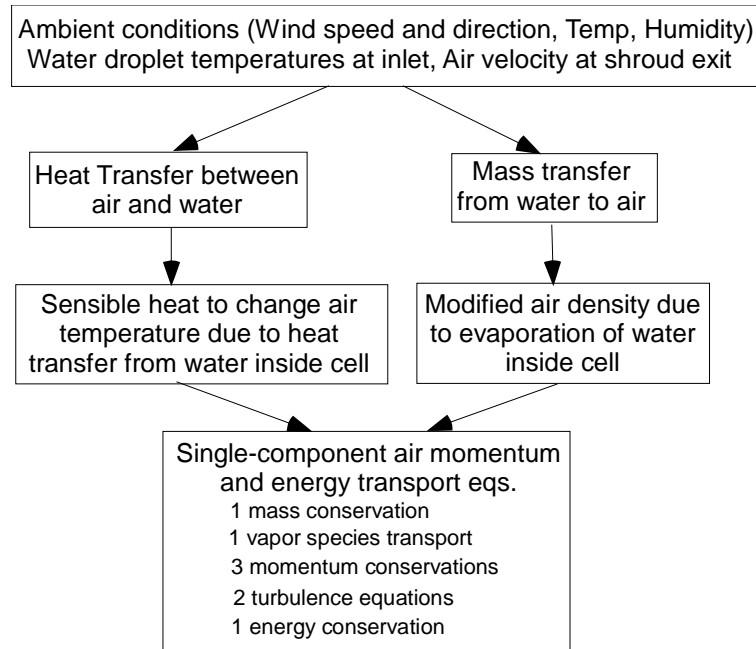 Ambient conditions (Wind speed and direction, Temp, Humidity)
Water droplet temperatures at inlet, Air velocity at shroud exit
Heat Transfer between
air and water
Mass transfer
from water to air
Sensible heat to change air
temperature due to heat
transfer from water inside cell
Modified air density due
to evaporation of water
inside cell
Single-component air momentum
and energy transport eqs.
1 mass conservation
1 vapor species transport
3 momentum conservations
2 turbulence equations
1 energy conservation